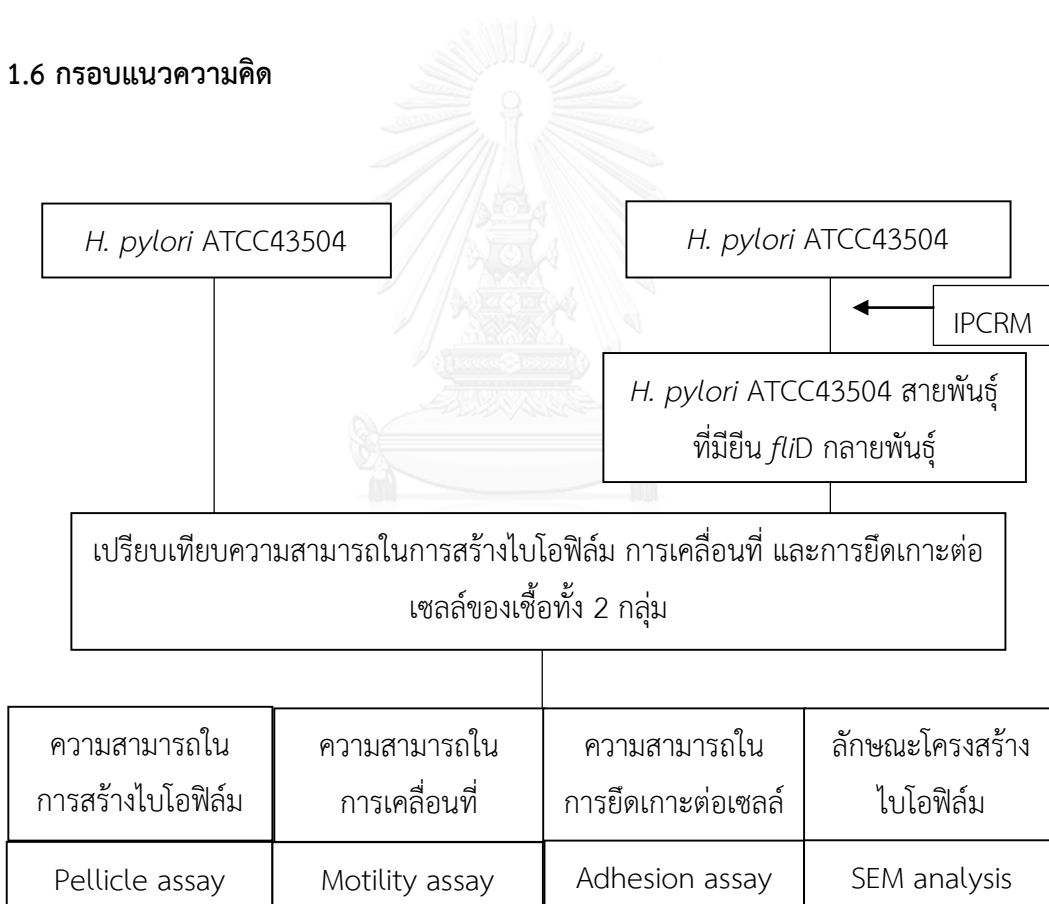 1.6 กรอบแนวความคิด
H. pylori ATCC43504
H. pylori ATCC43504
IPCRM
H. pylori ATCC43504 สายพันธุ์
ที่มียีน fliD กลายพันธุ์
เปรียบเทียบความสามารถในการสร้างไบโอฟิล์ม การเคลื่อนที่ และการยึดเกาะต่อ
เซลล์ของเชื้อทั้ง 2 กลุ่ม
ความสามารถใน
การสร้างไบโอฟิล์ม
ความสามารถใน
การเคลื่อนที่
ความสามารถใน
การยึดเกาะต่อเซลล์
ลักษณะโครงสร้าง
ไบโอฟิล์ม
Pellicle assay
Motility assay
Adhesion assay
SEM analysis